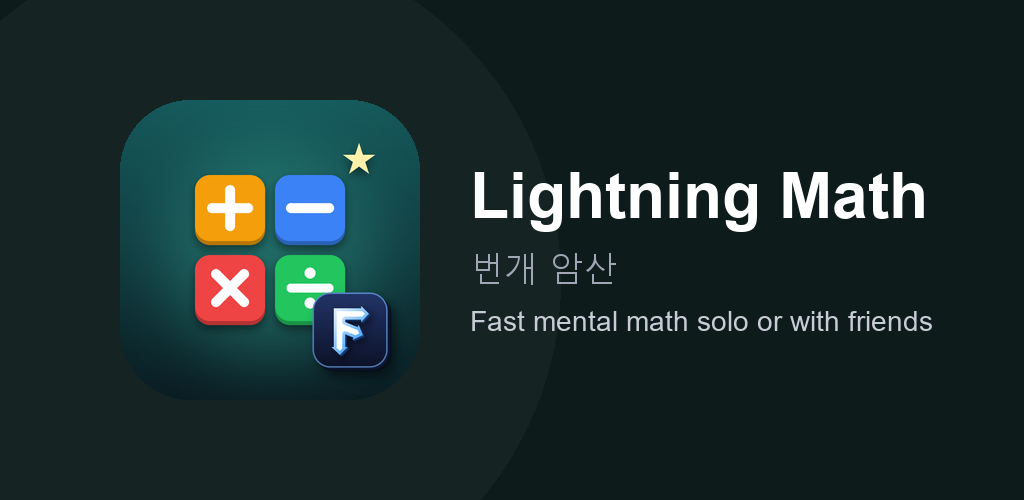 Lightning Math
번개 암산
Fast mental math solo or with friends
F